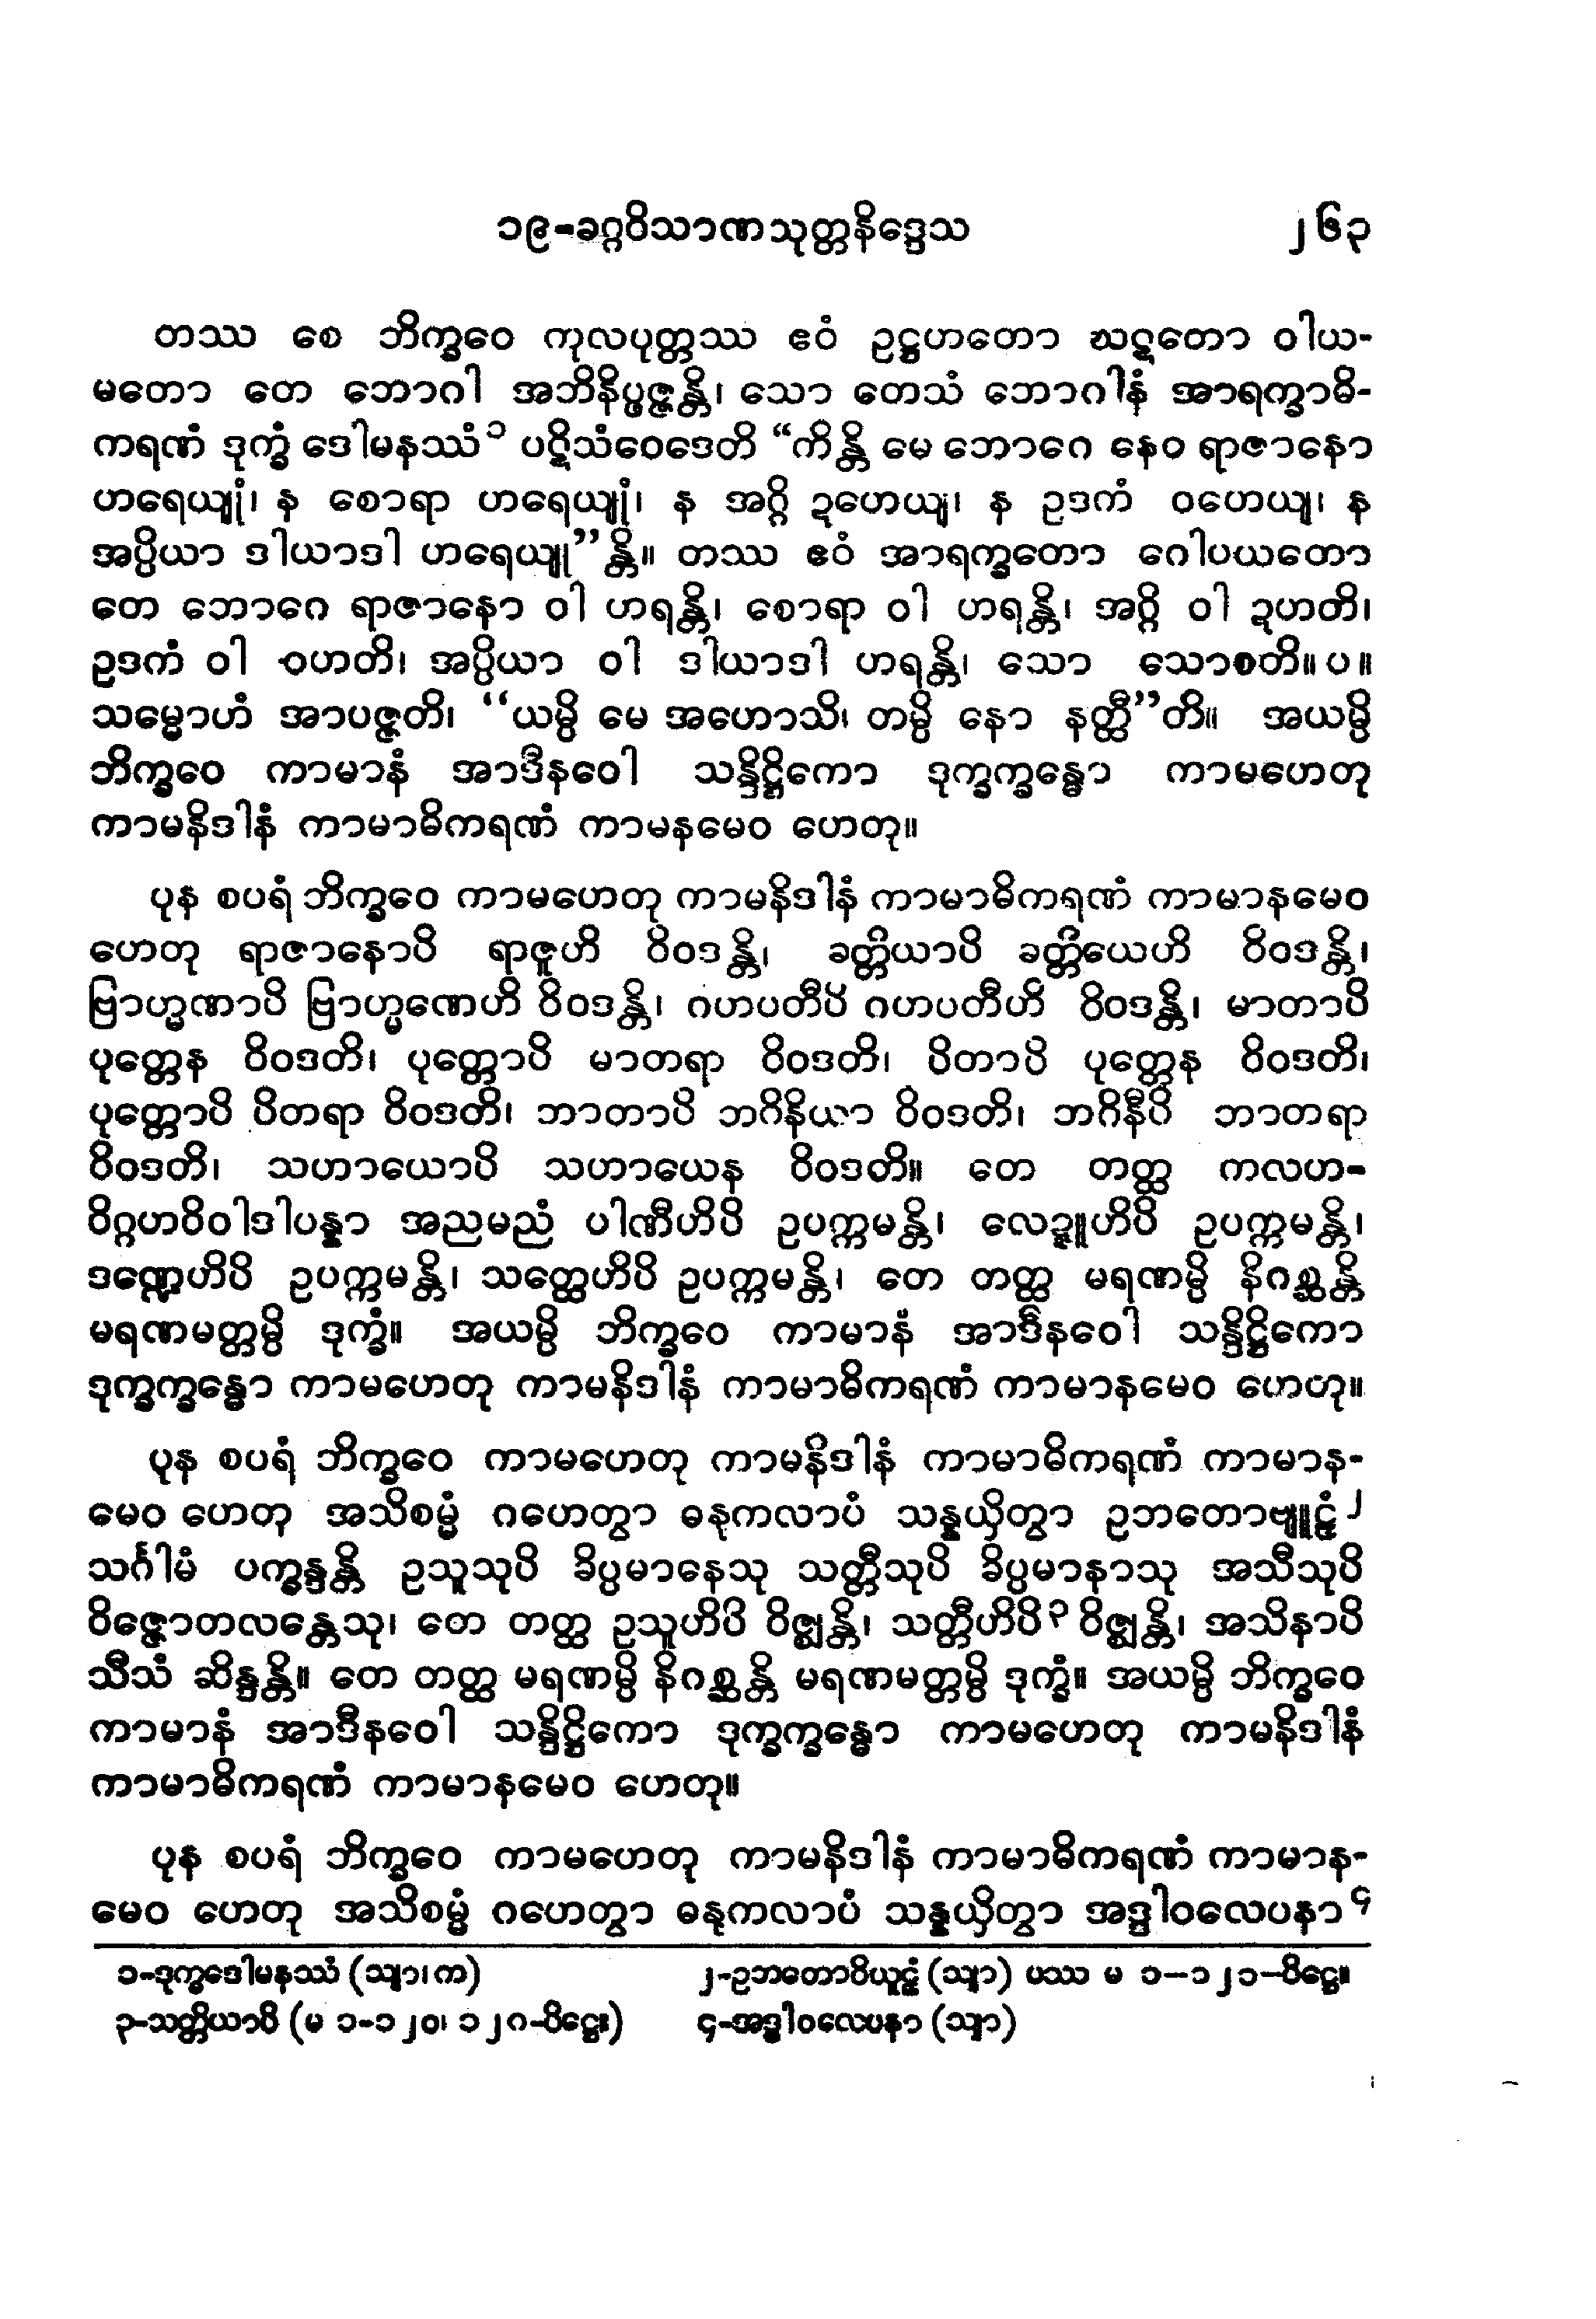 ၁၉-ခဂ္ဂဝိသာဏသုတ္တနိဒ္ဒေသ ၂၆၃
တဿ စေ ဘိက္ခဝေ ကုလပုတ္တဿ ဧဝံ ဥဋ္ဌဟတော ဃဋတော ဝါယ-
မတော တေ ဘောဂါ အဘိနိပ္ဖဇ္ဇန္တိ၊ သော တေသံ ဘောဂါနံ အာရက္ခာဓိ-
ကရဏံ ဒုက္ခံ ဒေါမနဿံ၁ ပဋိသံဝေဒေတိ “ကိန္တိ မေ ဘောဂေ နေဝ ရာဇာနော
ဟရေယျုံ၊ န စောရာ ဟရေယျုံ၊ န အဂ္ဂိ ဍဟေယျ၊ န ဥဒကံ ဝဟေယျ၊ န
အပ္ပိယာ ဒါယာဒါ ဟရေယျု”န္တိ။ တဿ ဧဝံ အာရက္ခတော ဂေါပယတော
တေ ဘောဂေ ရာဇာနော ဝါ ဟရန္တိ၊ စောရာ ဝါ ဟရန္တိ၊ အဂ္ဂိ ဝါ ဍဟတိ၊
ဥဒကံ ဝါ ဝဟတိ၊ အပ္ပိယာ ဝါ ဒါယာဒါ ဟရန္တိ၊ သော သောစတိ။ ပ။
သမ္မောဟံ အာပဇ္ဇတိ၊ “ယမ္ပိ မေ အဟောသိ၊ တမ္ပိ နော နတ္ထီ”တိ။ အယမ္ပိ
ဘိက္ခဝေ ကာမာနံ အာဒီနဝေါ သန္ဒိဋ္ဌိကော ဒုက္ခက္ခန္ဓော ကာမဟေတု
ကာမနိဒါနံ ကာမာဓိကရဏံ ကာမနမေဝ ဟေတု။
ပုန စပရံ ဘိက္ခဝေ ကာမဟေတု ကာမနိဒါနံ ကာမာဓိကရဏံ ကာမာနမေဝ
ဟေတု ရာဇာနောပိ ရာဇူဟိ ဝိဝဒန္တိ၊ ခတ္တိယာပိ ခတ္တိယေဟိ ဝိဝဒန္တိ၊
ဗြာဟ္မဏာပိ ဗြာဟ္မဏေဟိ ဝိဝဒန္တိ၊ ဂဟပတီပိ ဂဟပတီဟိ ဝိဝဒန္တိ၊ မာတာပိ
ပုတ္တေန ဝိဝဒတိ၊ ပုတ္တောပိ မာတရာ ဝိဝဒတိ၊ ပိတာပိ ပုတ္တေန ဝိဝဒတိ၊
ပုတ္တောပိ ပိတရာ ဝိဝဒတိ၊ ဘာတာပိ ဘဂိနိယာ ဝိဝဒတိ၊ ဘဂိနီပိ ဘာတရာ
ဝိဝဒတိ၊ သဟာယောပိ သဟာယေန ဝိဝဒတိ။ တေ တတ္ထ ကလဟ-
ဝိဂ္ဂဟဝိဝါဒါပန္နာ အညမညံ ပါဏီဟိပိ ဥပက္ကမန္တိ၊ လေဍ္ဍူဟိပိ ဥပက္ကမန္တိ၊
ဒဏ္ဍေဟိပိ ဥပက္ကမန္တိ၊ သတ္ထေဟိပိ ဥပက္ကမန္တိ၊ တေ တတ္ထ မရဏမ္ပိ နိဂစ္ဆန္တိ
မရဏမတ္တမ္ပိ ဒုက္ခံ။ အယမ္ပိ ဘိက္ခဝေ ကာမာနံ အာဒီနဝေါ သန္ဒိဋ္ဌိကော
ဒုက္ခက္ခန္ဓော ကာမဟေတု ကာမနိဒါနံ ကာမာဓိကရဏံ ကာမာနမေဝ ဟေတု။
ပုန စပရံ ဘိက္ခဝေ ကာမဟေတု ကာမနိဒါနံ ကာမာဓိကရဏံ ကာမာန-
မေဝ ဟေတု အသိစမ္မံ ဂဟေတွာ ဓနုကလာပံ သန္နယှိတွာ ဥဘတောဗျူဠှံ၂
သင်္ဂါမံ ပက္ခန္ဒန္တိ ဥသူသုပိ ခိပ္ပမာနေသု သတ္တီသုပိ ခိပ္ပမာနာသု အသီသုပိ
ဝိဇ္ဇောတလန္တေသု၊ တေ တတ္ထ ဥသူဟိပိ ဝိဇ္ဈန္တိ၊ သတ္တီဟိပိ၃ ဝိဇ္ဈန္တိ၊ အသိနာပိ
သီသံ ဆိန္ဒန္တိ။ တေ တတ္ထ မရဏမ္ပိ နိဂစ္ဆန္တိ မရဏမတ္တမ္ပိ ဒုက္ခံ။ အယမ္ပိ ဘိက္ခဝေ
ကာမာနံ အာဒီနဝေါ သန္ဒိဋ္ဌိကော ဒုက္ခက္ခန္ဓော ကာမဟေတု ကာမနိဒါနံ
ကာမာဓိကရဏံ ကာမာနမေဝ ဟေတု။
ပုန စပရံ ဘိက္ခဝေ ကာမဟေတု ကာမနိဒါနံ ကာမာဓိကရဏံ ကာမာန-
မေဝ ဟေတု အသိစမ္မံ ဂဟေတွာ ဓနုကလာပံ သန္နယှိတွာ အဒ္ဒါဝလေပနာ၄
၁-ဒုက္ခဒေါမနဿံ (သျာ၊ က) ၂-ဥဘတောဝိယူဠှံ (သျာ) ပဿ မ ၁-၁၂၁-ပိဋ္ဌေ။
၃-သတ္တိယာပိ (မ ၁-၁၂၀၊ ၁၂၁-ပိဋ္ဌေ။) ၄-အဒ္ဓါဝလေပနာ (သျာ)